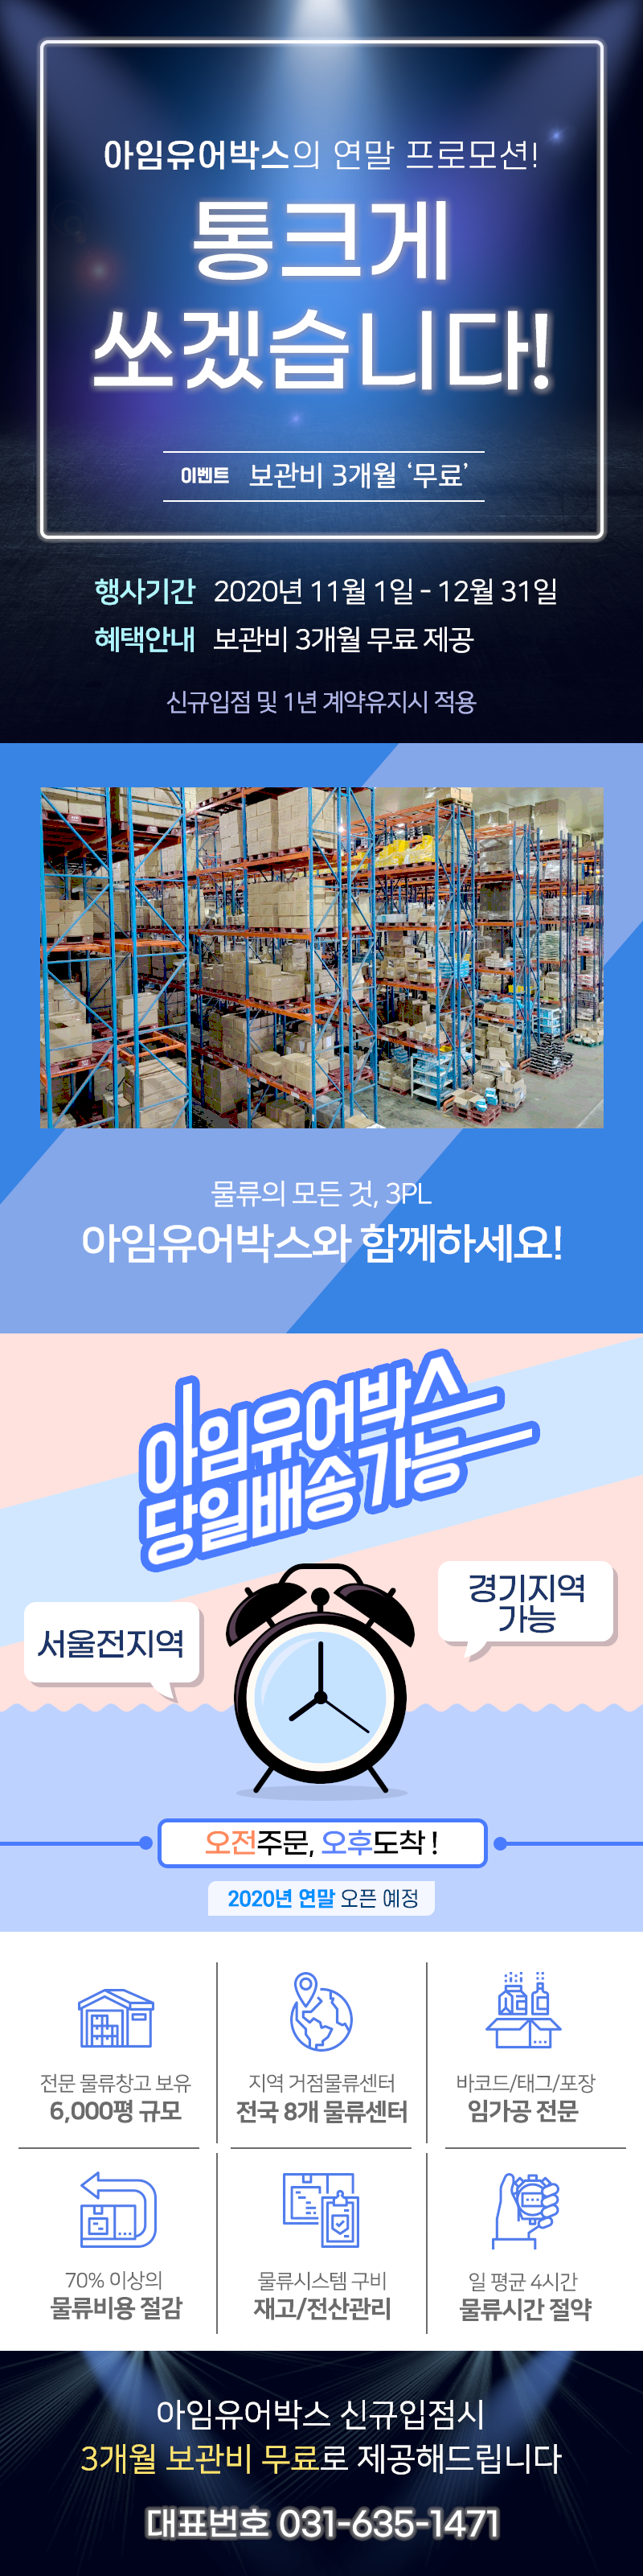 아임유어박스의 연말 프로모션!
통크게
쏘겠습니다!
이벤트 보관비 3개월 ‘무료’
행사기간 2020년 11월 1일 - 12월 31일
혜택안내 보관비 3개월 무료 제공
신규입점 및 1년 계약유지시 적용
물류의 모든 것, 3PL
아임유어박스와 함께하세요!
아임유어박스
당일배송가능
서울전지역
경기지역
가능
오전주문, 오후도착 !
2020년 연말 오픈 예정
전문 물류창고 보유
6,000평 규모
지역 거점물류센터
전국 8개 물류센터
바코드/태그/포장
임가공 전문
70% 이상의
물류비용 절감
물류시스템 구비
재고/전산관리
일 평균 4시간
물류시간 절약
아임유어박스 신규입점시
3개월 보관비 무료로 제공해드립니다
대표번호 031-635-1471